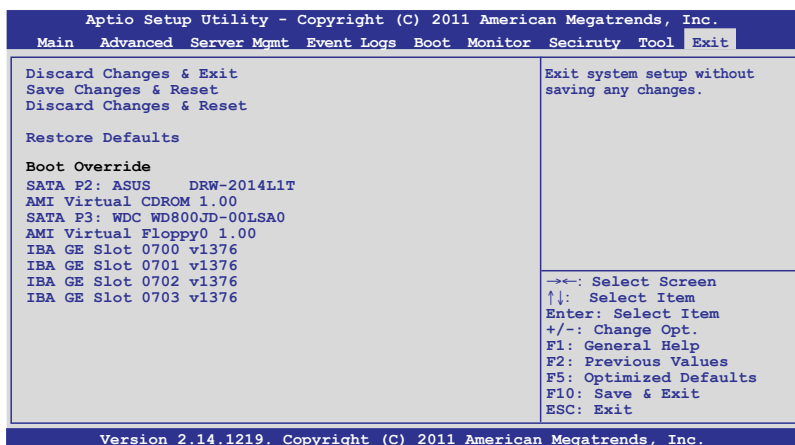 Aptio Setup Utility - Copyright (C) 2011 American Megatrends, Inc.
Main Advanced Server Mgmt Event Logs Boot Monitor Seciruty Tool Exit
Discard Changes & Exit
Save Changes & Reset
Discard Changes & Reset
Restore Defaults
Boot Override
SATA P2: ASUS DRW-2014L1T
AMI Virtual CDROM 1.00
SATA P3: WDC WD800JD-00LSA0
AMI Virtual Floppy0 1.00
IBA GE Slot 0700 v1376
IBA GE Slot 0701 v1376
IBA GE Slot 0702 v1376
IBA GE Slot 0703 v1376
Exit system setup without
saving any changes.
→←: Select Screen
↑↓: Select Item
Enter: Select Item
+/-: Change Opt.
F1: General Help
F2: Previous Values
F5: Optimized Defaults
F10: Save & Exit
ESC: Exit
Version 2.14.1219. Copyright (C) 2011 American Megatrends, Inc.